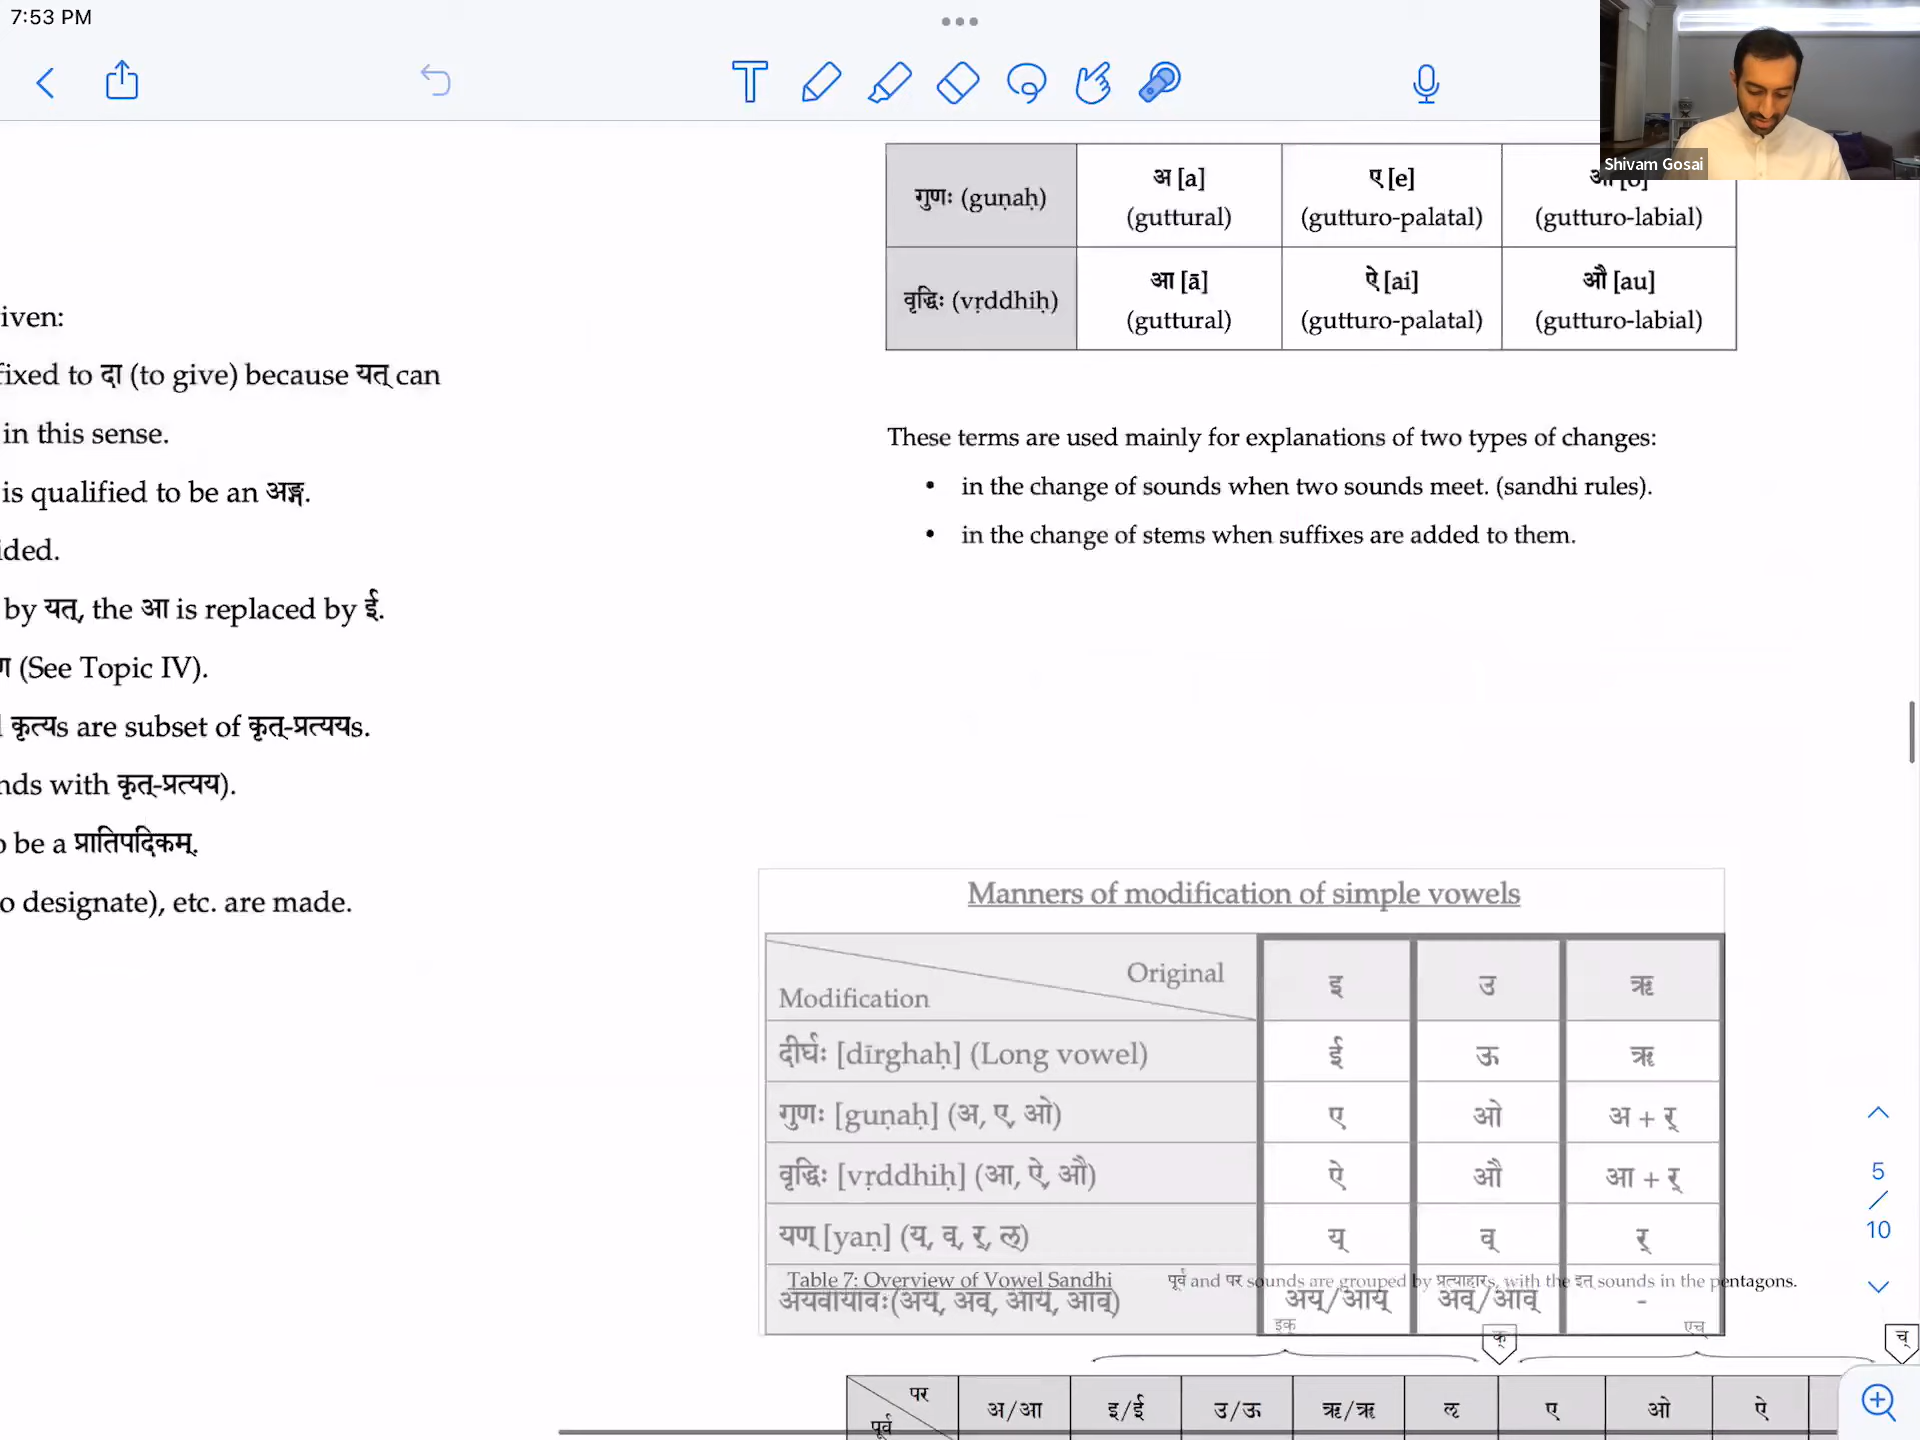 7:53 PM
Shivam Gosai
iven:
fixed to दा (to give) because यत् can
in this sense.
is qualified to be an अङ्ग.
ided.
by यत्, the आ is replaced by ई.
(See Topic IV).
कृत्यs are subset of कृत्-प्रत्ययs.
nds with कृत्-प्रत्यय).
o be a प्रातिपदिकम्.
o designate), etc. are made.
गुणः (guṇaḥ) अ [a] ए [e]
(guttural) (gutturo-palatal) (gutturo-labial)
वृद्धिः (vṛddhiḥ) आ [ā] ऐ [ai] औ [au]
(guttural) (gutturo-palatal) (gutturo-labial)
These terms are used mainly for explanations of two types of changes:
• in the change of sounds when two sounds meet. (sandhi rules).
• in the change of stems when suffixes are added to them.
Manners of modification of simple vowels
Original इ उ ऋ
Modification
दीर्घः [dīrghaḥ] (Long vowel) ई ऊ ॠ
गुणः [guṇaḥ] (अ, ए, ओ) ए ओ अ + र्
वृद्धिः [vṛddhiḥ] (आ, ऐ, औ) ऐ औ आ + र्
यण् [yaṇ] (य्, व्, र्, ल्) य् व् र्
Table 7: Overview of Vowel Sandhi पूर्व and पर sounds are grouped by प्रत्याहारs, with the इत् sounds in the pentagons.
अयवायावः(अय्, अव्, आय्, आव्) अय्/आय् अव्/आव् -
इक् क् एच् च्
पर अ/आ इ/ई उ/ऊ ऋ/ॠ ऌ ए ओ ऐ
पूर्व
5
/
10